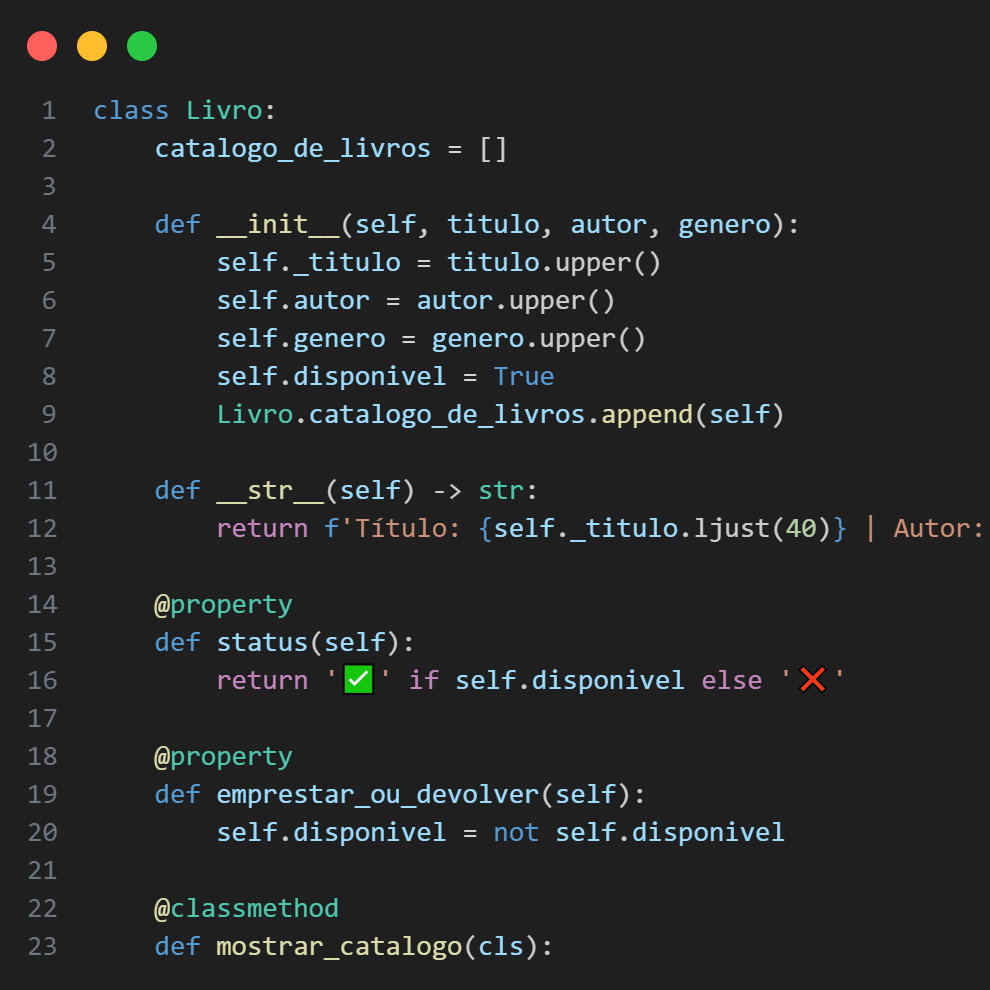 1 class Livro:
2     catalogo_de_livros = []
3
4     def __init__(self, titulo, autor, genero):
5         self._titulo = titulo.upper()
6         self.autor = autor.upper()
7         self.genero = genero.upper()
8         self.disponivel = True
9         Livro.catalogo_de_livros.append(self)
10
11     def __str__(self) -> str:
12         return f'Título: {self._titulo.ljust(40)} | Autor:
13
14     @property
15     def status(self):
16         return '✅' if self.disponivel else '❌'
17
18     @property
19     def emprestar_ou_devolver(self):
20         self.disponivel = not self.disponivel
21
22     @classmethod
23     def mostrar_catalogo(cls):